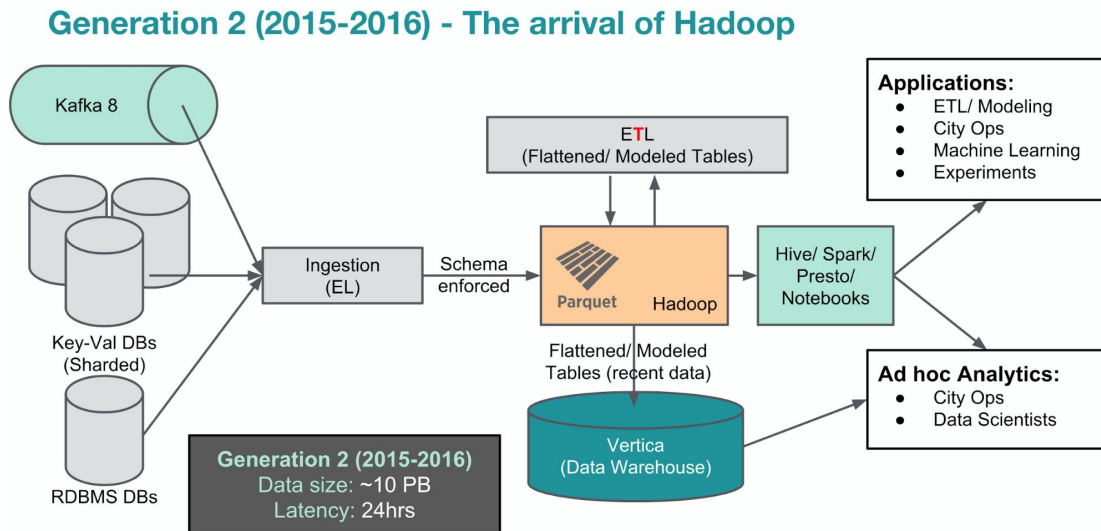 Generation 2 (2015-2016) - The arrival of Hadoop
Kafka 8
Key-Val DBs
(Sharded)
RDBMS DBs
Ingestion
(EL)
Schema
enforced
ETL
(Flattened/ Modeled Tables)
Parquet
Hadoop
Flattened/ Modeled
Tables (recent data)
Vertica
(Data Warehouse)
Hive/ Spark/
Presto/
Notebooks
Applications:
● ETL/ Modeling
● City Ops
● Machine Learning
● Experiments
Ad hoc Analytics:
● City Ops
● Data Scientists
Generation 2 (2015-2016)
Data size: ~10 PB
Latency: 24hrs